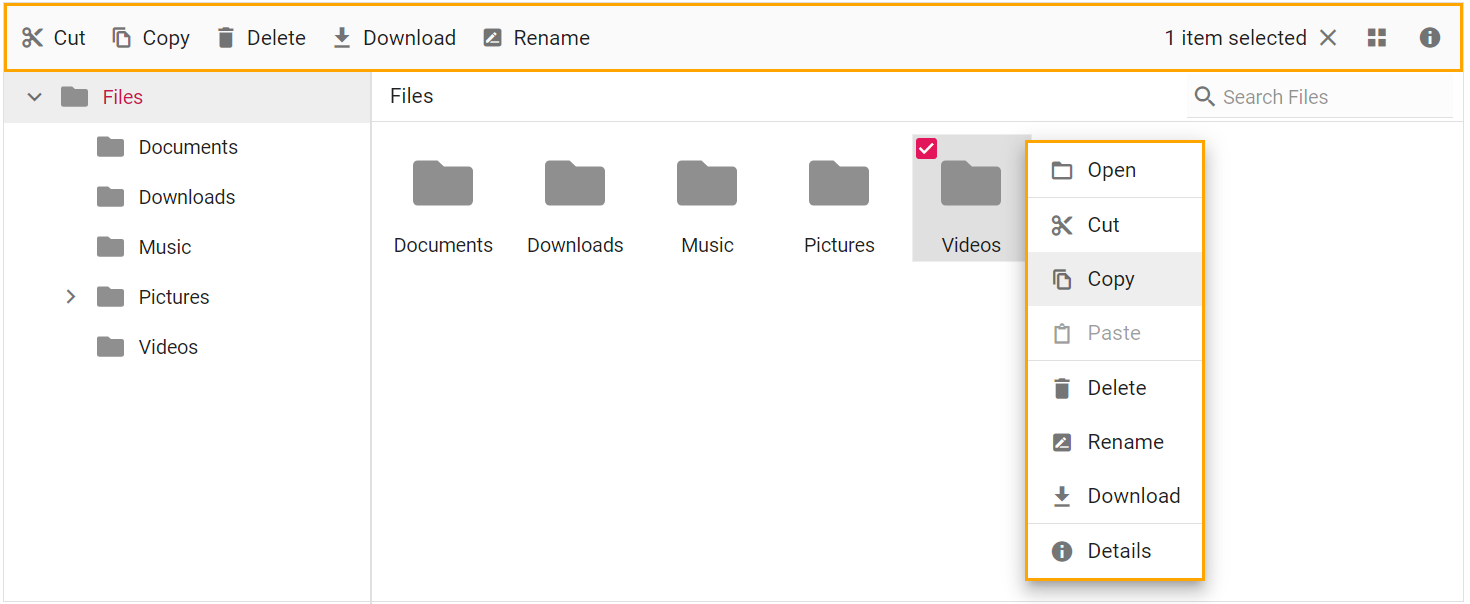 Cut Copy Delete Download Rename 1 item selected
Files
Documents
Downloads
Music
Pictures
Videos
Files Search Files
Documents Downloads Music Pictures Videos
Open
Cut
Copy
Paste
Delete
Rename
Download
Details